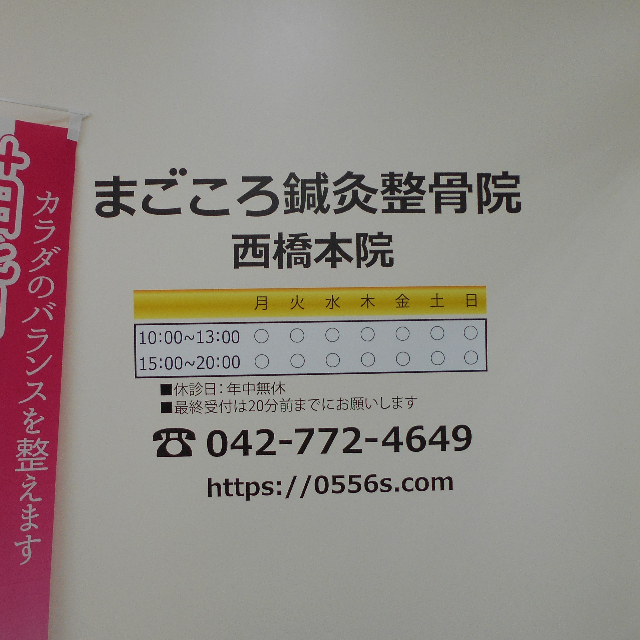 まごころ鍼灸整骨院
西橋本院
月 火 水 木 金 土 日
10:00~13:00 〇 〇 〇 〇 〇 〇 〇
15:00~20:00 〇 〇 〇 〇 〇 〇 〇
■休診日：年中無休
■最終受付は20分前までにお願いします
☎ 042-772-4649
https://0556s.com
カラダのバランスを整えます